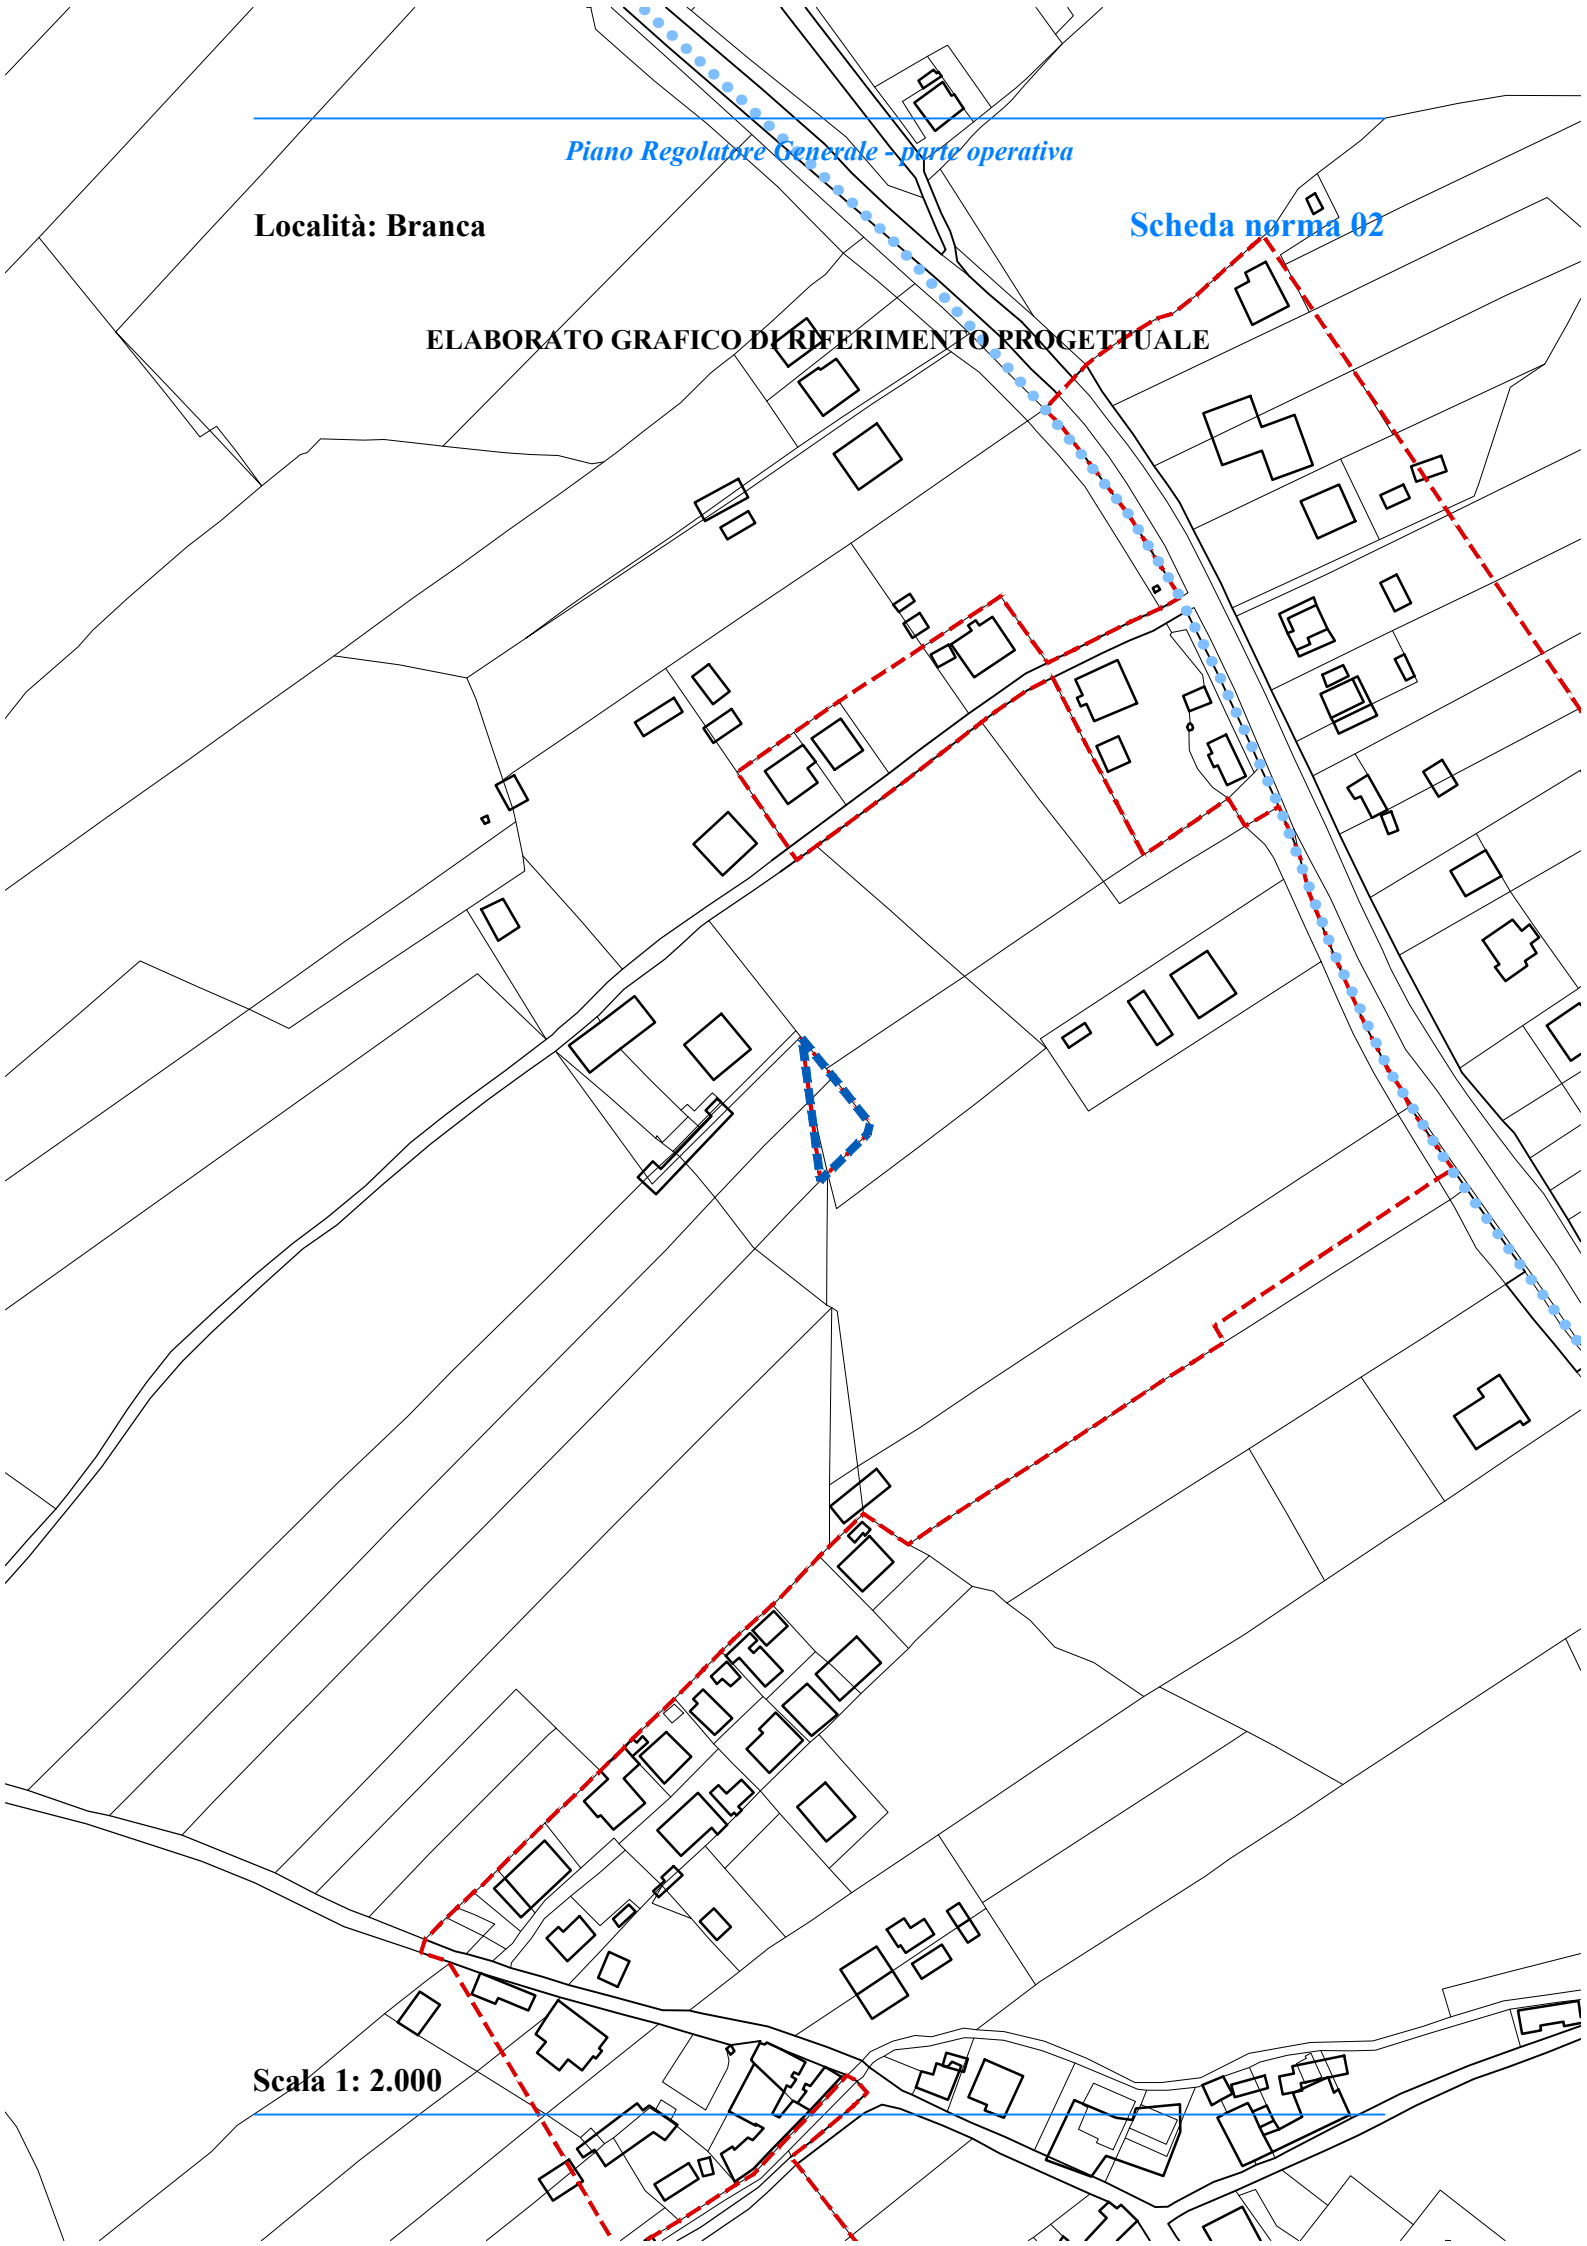 Piano Regolatore Generale - parte operativa
Località: Branca
Scheda norma 02
ELABORATO GRAFICO DI RIFERIMENTO PROGETTUALE
Scala 1: 2.000